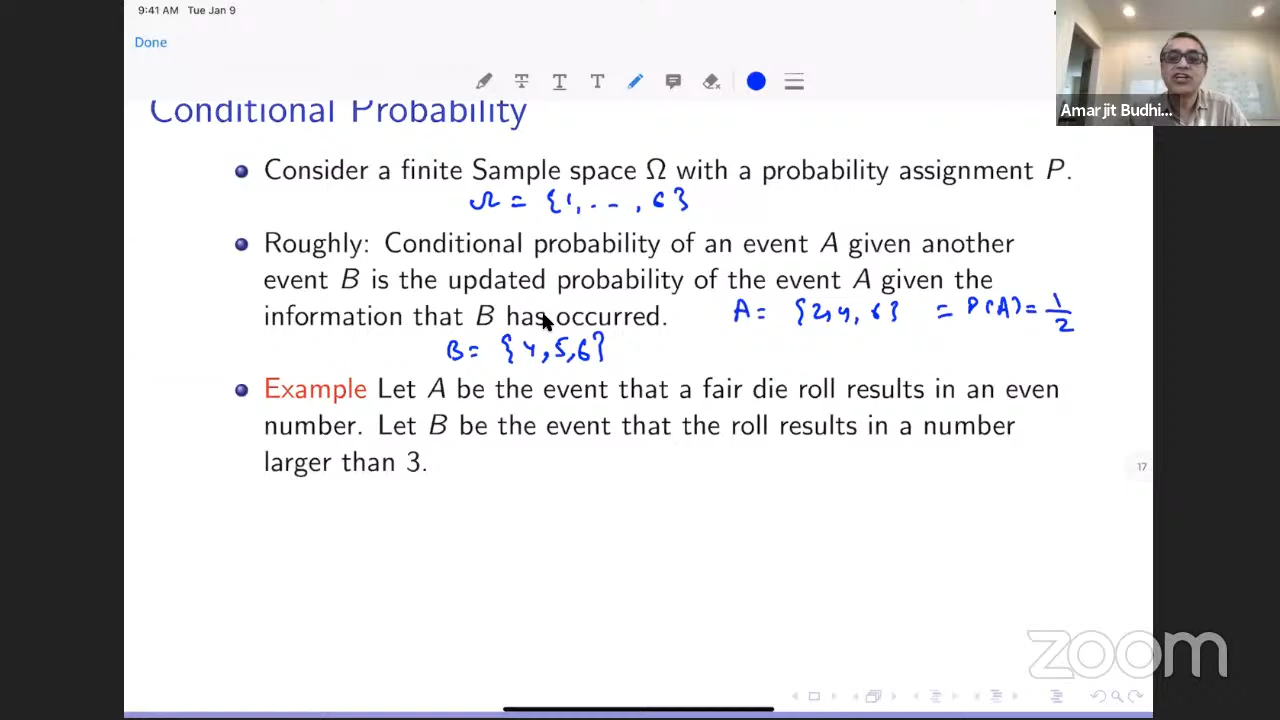 9:41 AM Tue Jan 9
Done
Amarjit Budhi...
Conditional Probability
Consider a finite Sample space Ω with a probability assignment P.
Ω = {1, .. , 6}
Roughly: Conditional probability of an event A given another
event B is the updated probability of the event A given the
information that B has occurred.
A = {2,4, 6} = P(A) = 1/2
B = {4,5,6}
Example Let A be the event that a fair die roll results in an even
number. Let B be the event that the roll results in a number
larger than 3.
17
zoom